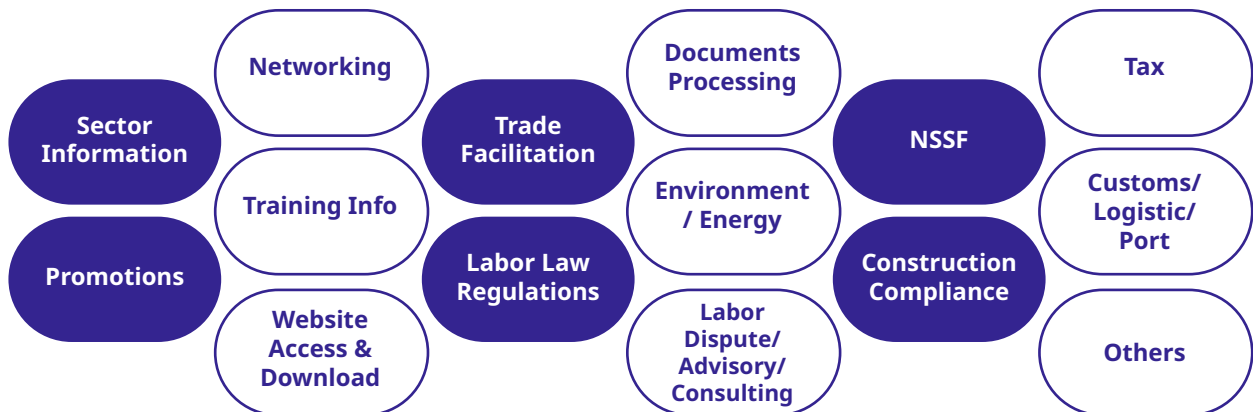 Networking
Documents
Processing
Tax
Sector
Information
Trade
Facilitation
NSSF
Training Info
Environment
/ Energy
Customs/
Logistic/
Port
Promotions
Labor Law
Regulations
Construction
Compliance
Website
Access &
Download
Labor
Dispute/
Advisory/
Consulting
Others